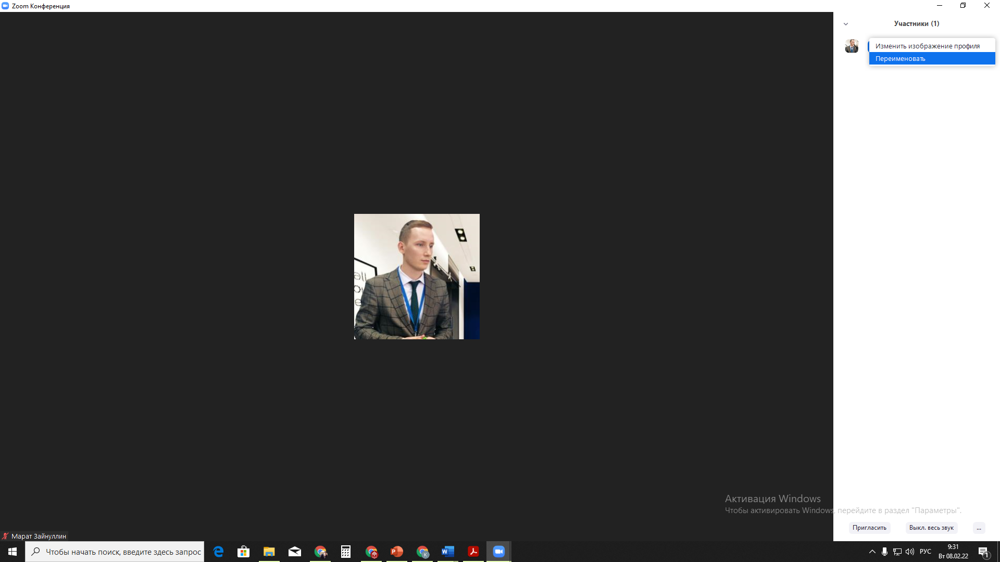 Zoom Конференция
Участники (1)
Изменить изображение профиля
Переименовать
Активация Windows
Чтобы активировать Windows, перейдите в раздел "Параметры".
Пригласить
Выкл. весь звук
...
Марат Зайнуллин
Чтобы начать поиск, введите здесь запрос
РУС
9:31
Вт 08.02.22
1